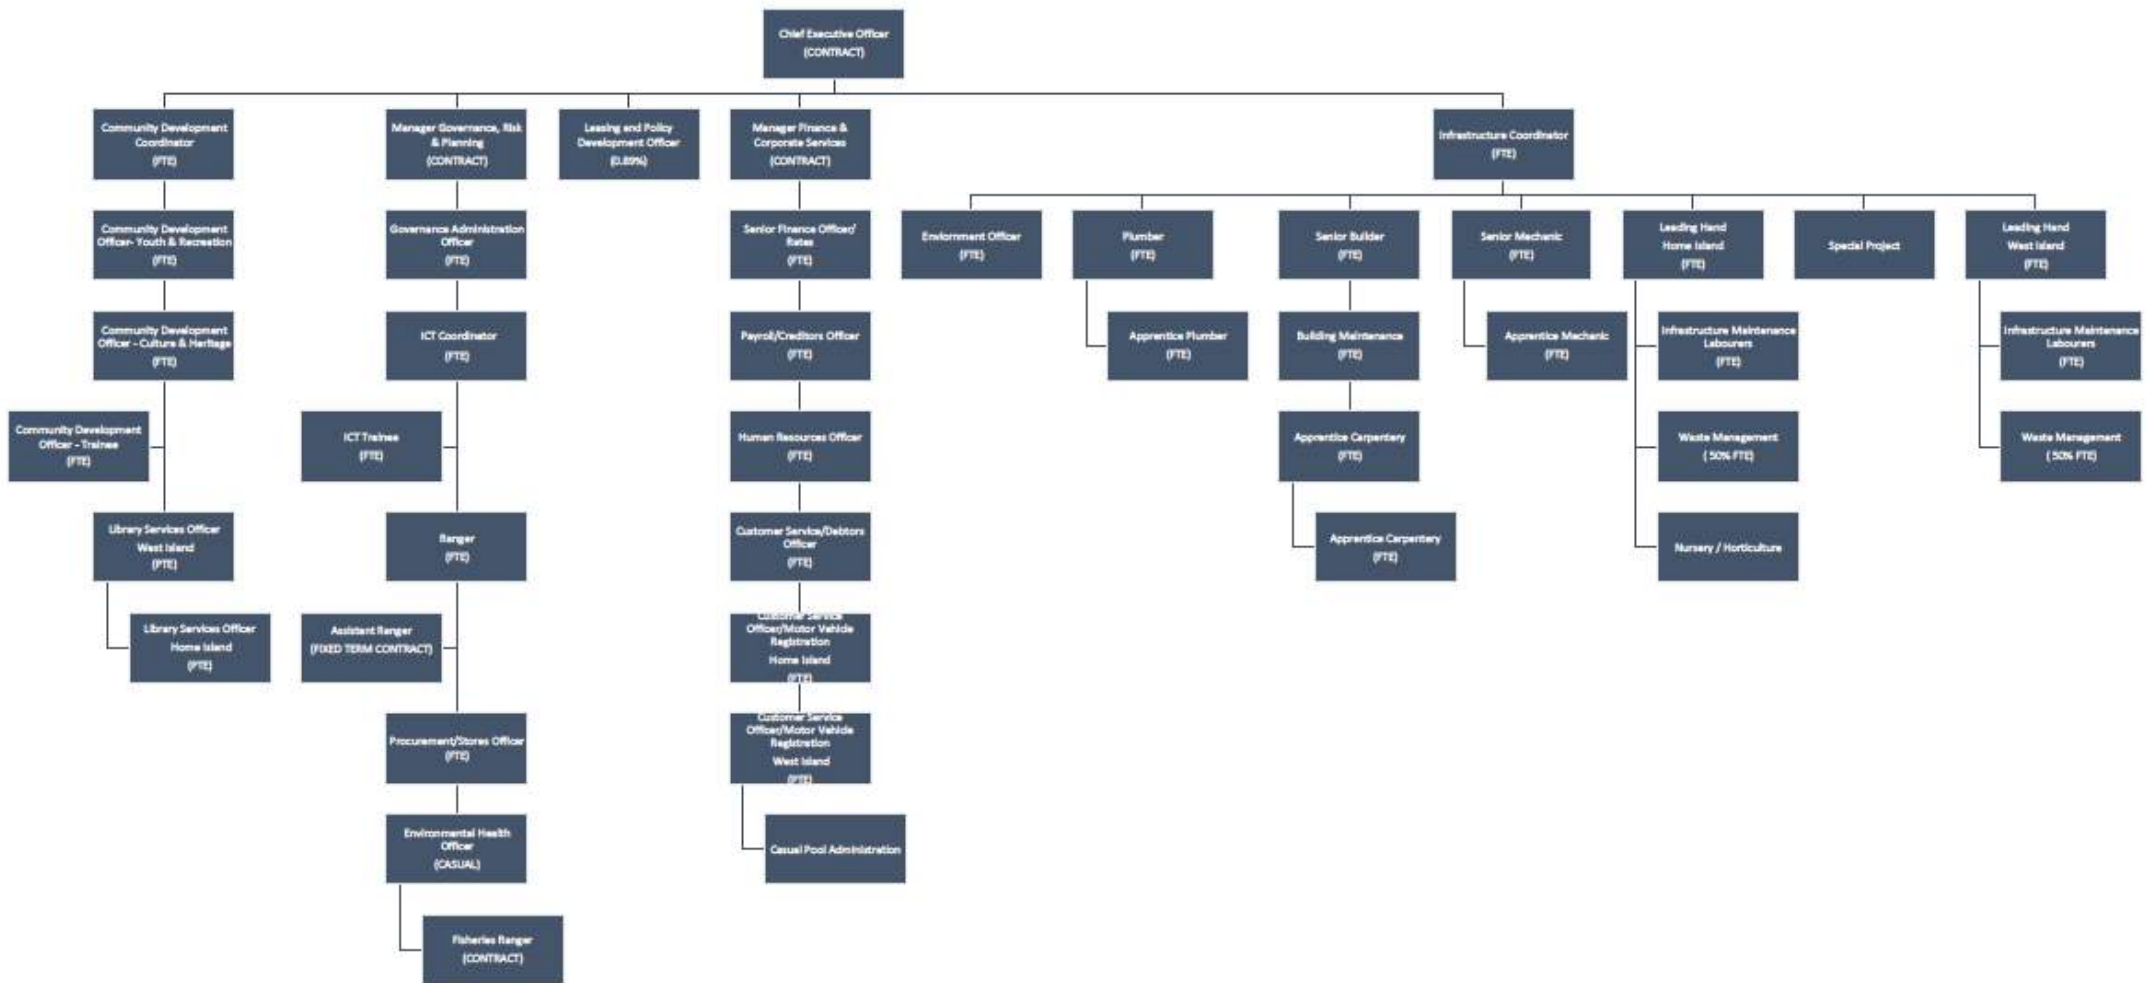 Chief Executive Officer
(CONTRACT)
Community Development
Coordinator
(FTE)
Manager Governance, Risk
& Planning
(CONTRACT)
Leasing and Policy
Development Officer
(0.89%)
Manager Finance &
Corporate Services
(CONTRACT)
Infrastructure Coordinator
(FTE)
Community Development
Officer- Youth & Recreation
(FTE)
Governance Administration
Officer
(FTE)
Senior Finance Officer/
Rates
(FTE)
Enviornment Officer
(FTE)
Plumber
(FTE)
Senior Builder
(FTE)
Senior Mechanic
(FTE)
Leading Hand
Home Island
(FTE)
Special Project
Leading Hand
West Island
(FTE)
Community Development
Officer - Culture & Heritage
(FTE)
ICT Coordinator
(FTE)
Payroll/Creditors Officer
(FTE)
Apprentice Plumber
(FTE)
Building Maintenance
(FTE)
Apprentice Mechanic
(FTE)
Infrastructure Maintenance
Labourers
(FTE)
Infrastructure Maintenance
Labourers
(FTE)
Community Development
Officer - Trainee
(FTE)
ICT Trainee
(FTE)
Human Resources Officer
(FTE)
Apprentice Carpentery
(FTE)
Waste Management
( 50% FTE)
Waste Management
( 50% FTE)
Library Services Officer
West Island
(PTE)
Ranger
(FTE)
Customer Service/Debtors
Officer
(FTE)
Apprentice Carpentery
(FTE)
Nursery / Horticulture
Library Services Officer
Home Island
(PTE)
Assistant Ranger
(FIXED TERM CONTRACT)
Customer Service
Officer/Motor Vehicle
Registration
Home Island
(FTE)
Procurement/Stores Officer
(FTE)
Customer Service
Officer/Motor Vehicle
Registration
West Island
(FTE)
Environmental Health
Officer
(CASUAL)
Casual Pool Administration
Fisheries Ranger
(CONTRACT)